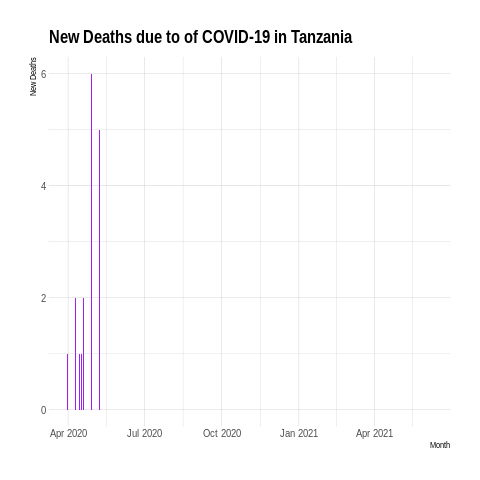 New Deaths due to of COVID-19 in Tanzania
New Deaths
6
4
2
0
Apr 2020 Jul 2020 Oct 2020 Jan 2021 Apr 2021
Month